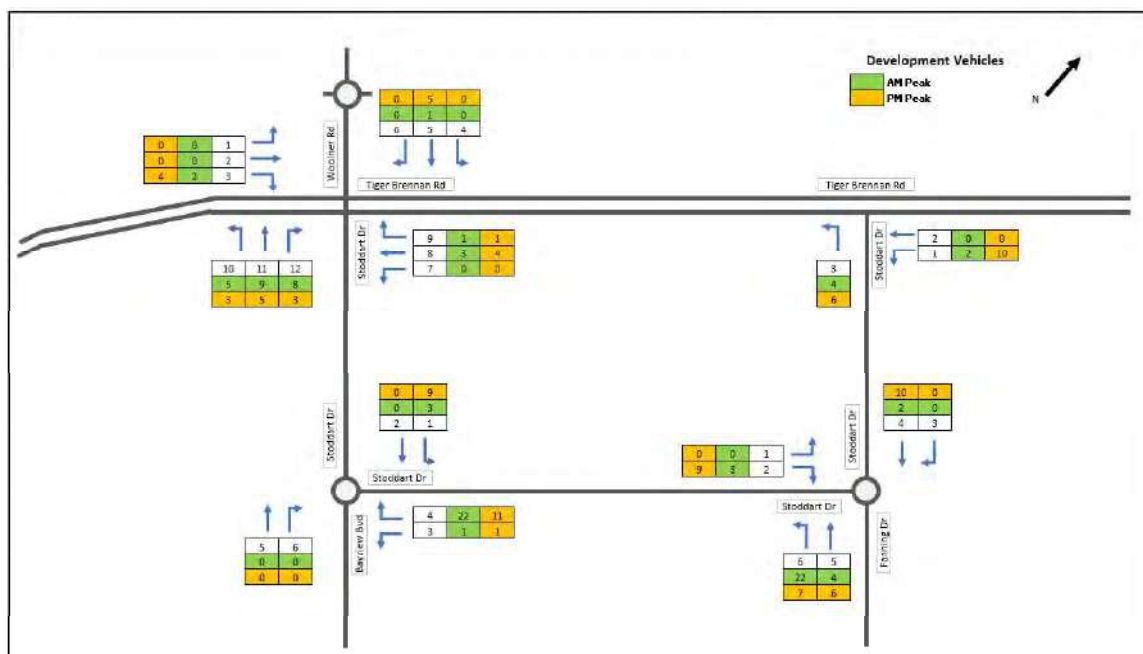 Development Vehicles
AM Peak
PM Peak
N
0 5 0
0 1 0
6 5 4
0 0 1
0 0 2
4 2 3
Woolner Rd
Tiger Brennan Rd
Tiger Brennan Rd
Stoddart Dr
9 1 1
8 3 4
7 0 0
10 11 12
5 9 8
3 5 3
3
4
6
Stoddart Dr
2 0 0
1 2 10
0 9
0 3
2 1
10 0
2 0
4 3
Stoddart Dr
Stoddart Dr
0 0 1
9 3 2
Stoddart Dr
Stoddart Dr
4 22 11
3 1 1
5 6
0 0
0 0
Bayview Bvd
6 5
22 4
7 6
Fanning Dr